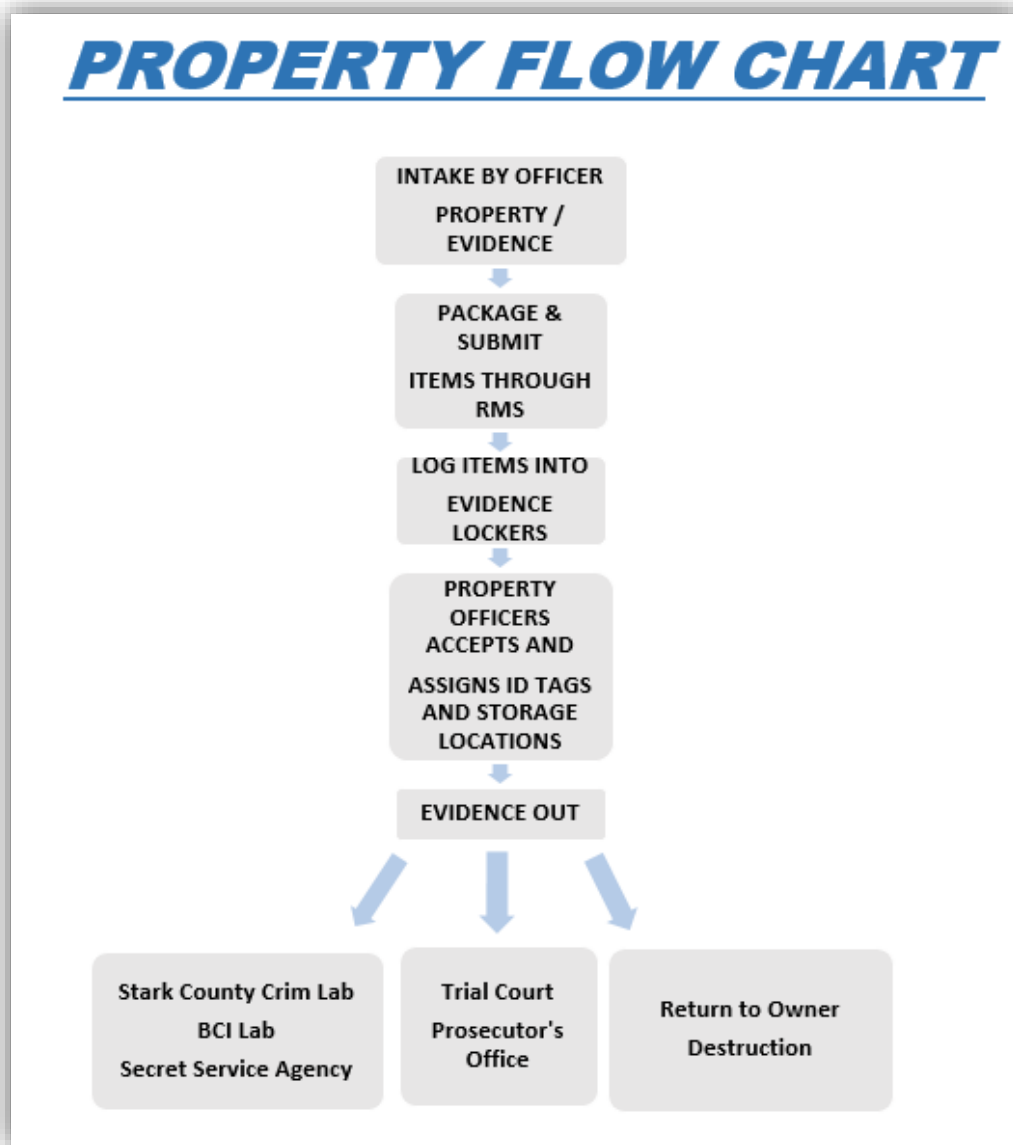 PROPERTY FLOW CHART
INTAKE BY OFFICER
PROPERTY /
EVIDENCE
PACKAGE &
SUBMIT
ITEMS THROUGH
RMS
LOG ITEMS INTO
EVIDENCE
LOCKERS
PROPERTY
OFFICERS
ACCEPTS AND
ASSIGNS ID TAGS
AND STORAGE
LOCATIONS
EVIDENCE OUT
Stark County Crim Lab
BCI Lab
Secret Service Agency
Trial Court
Prosecutor's
Office
Return to Owner
Destruction